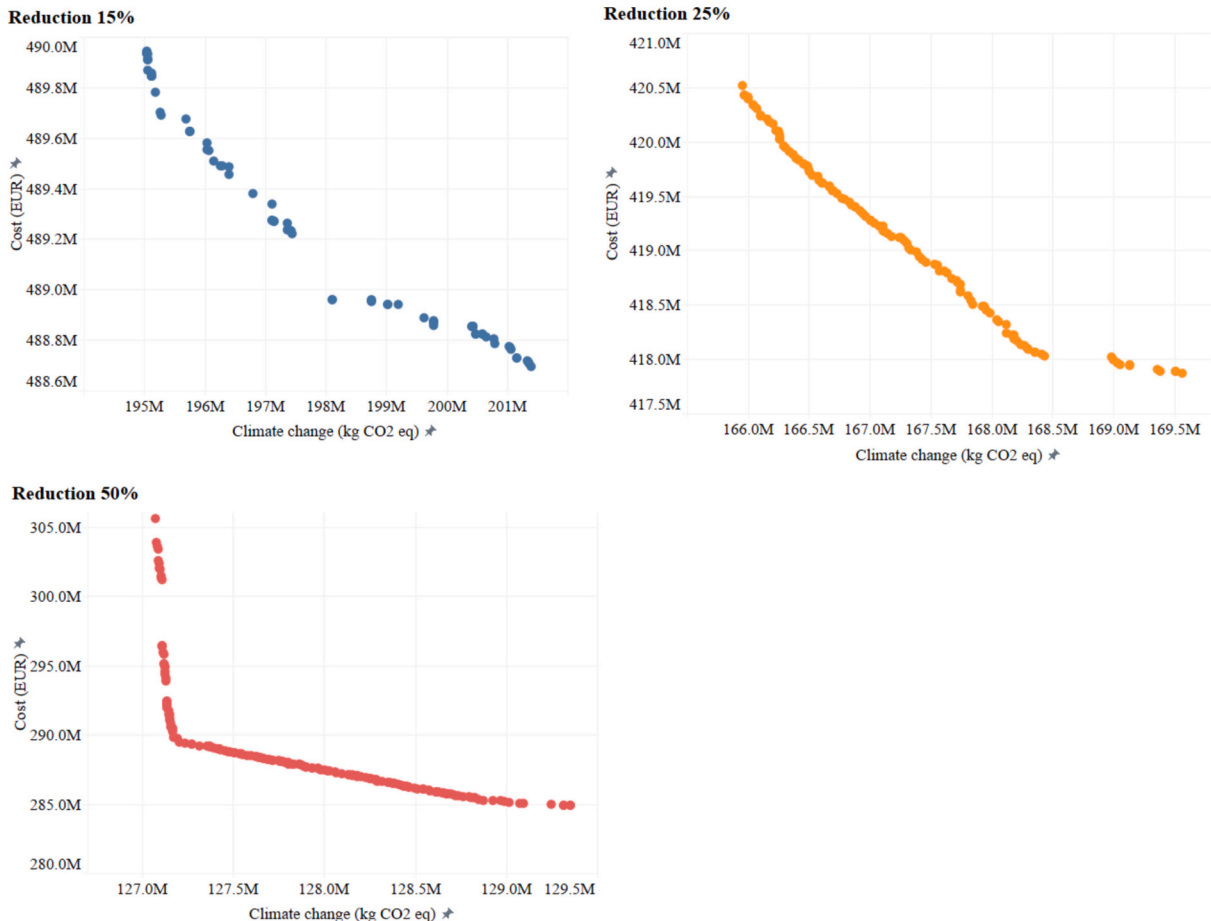 Reduction 15%
490.0M
489.8M
489.6M
489.4M
489.2M
489.0M
488.8M
488.6M
Cost (EUR)
195M 196M 197M 198M 199M 200M 201M
Climate change (kg CO2 eq)
Reduction 25%
421.0M
420.5M
420.0M
419.5M
419.0M
418.5M
418.0M
417.5M
Cost (EUR)
166.0M 166.5M 167.0M 167.5M 168.0M 168.5M 169.0M 169.5M
Climate change (kg CO2 eq)
Reduction 50%
305.0M
300.0M
295.0M
290.0M
285.0M
280.0M
Cost (EUR)
127.0M 127.5M 128.0M 128.5M 129.0M 129.5M
Climate change (kg CO2 eq)